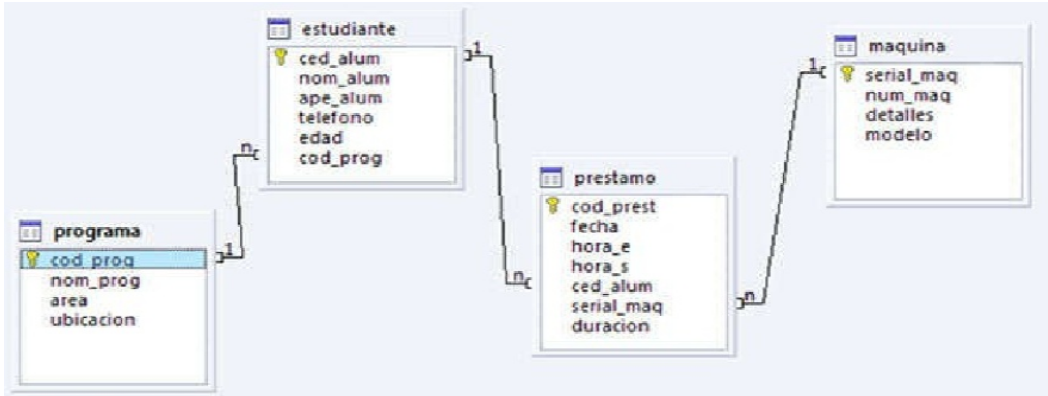 estudiante
ced_alum
nom_alum
ape_alum
telefono
edad
cod_prog
1
n
maquina
serial_maq
num_maq
detalles
modelo
1
prestamo
cod_prest
fecha
hora_e
hora_s
ced_alum
serial_maq
duracion
n
n
programa
cod_prog
nom_prog
area
ubicacion
1